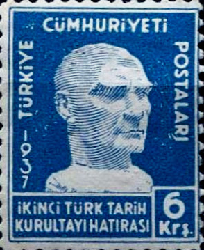 TÜRKİYE
CÜMHURİYETİ
POSTALARI
1937
İKİNCİ TÜRK TARİH
KURULTAYI HATIRASI
6
Krş.